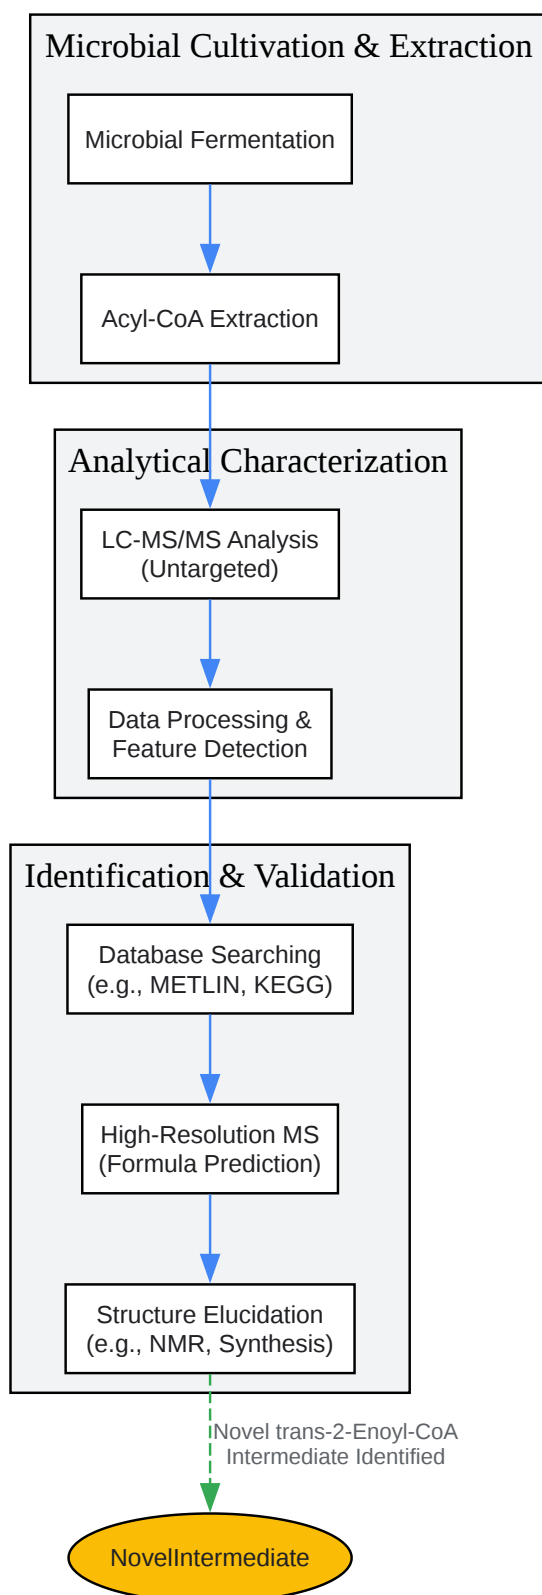 Microbial Cultivation & Extraction
Microbial Fermentation
Acyl-CoA Extraction
Analytical Characterization
LC-MS/MS Analysis
(Untargeted)
Data Processing &
Feature Detection
Identification & Validation
Database Searching
(e.g., METLIN, KEGG)
High-Resolution MS
(Formula Prediction)
Structure Elucidation
(e.g., NMR, Synthesis)
Novel trans-2-Enoyl-CoA
Intermediate Identified
NovelIntermediate